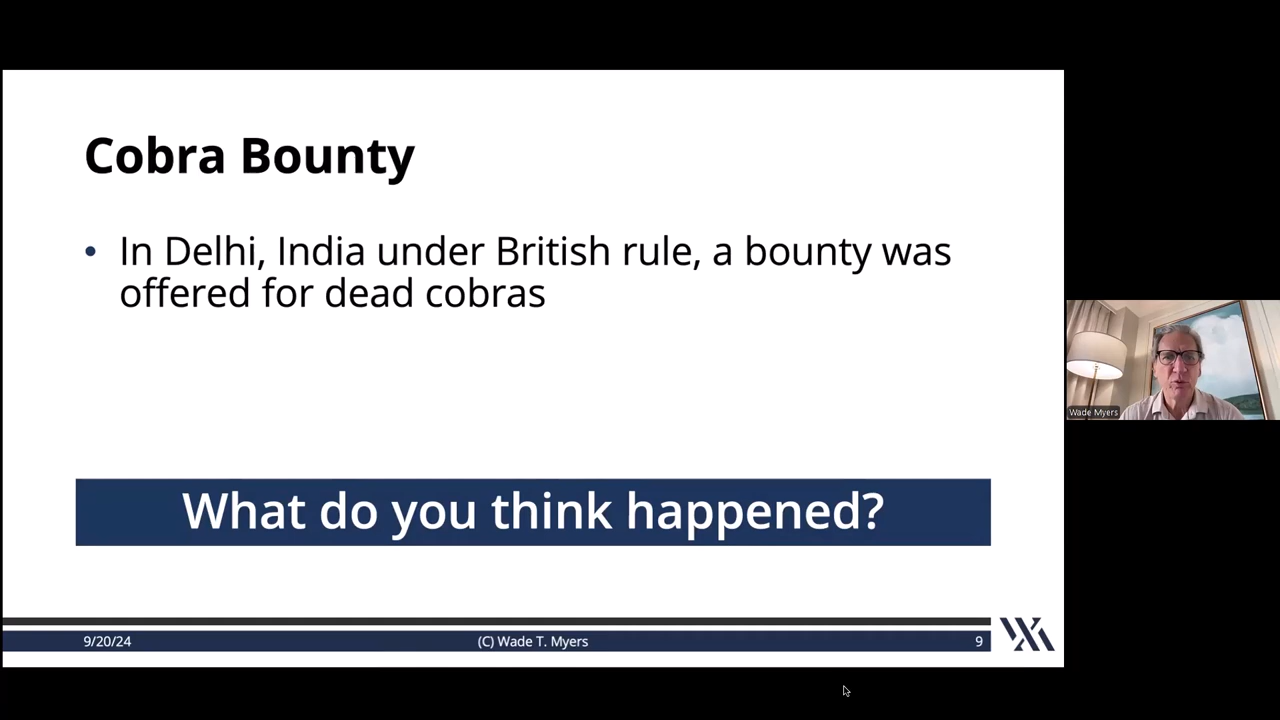 Cobra Bounty
• In Delhi, India under British rule, a bounty was
offered for dead cobras
What do you think happened?
9/20/24
(C) Wade T. Myers
9
Wade Myers